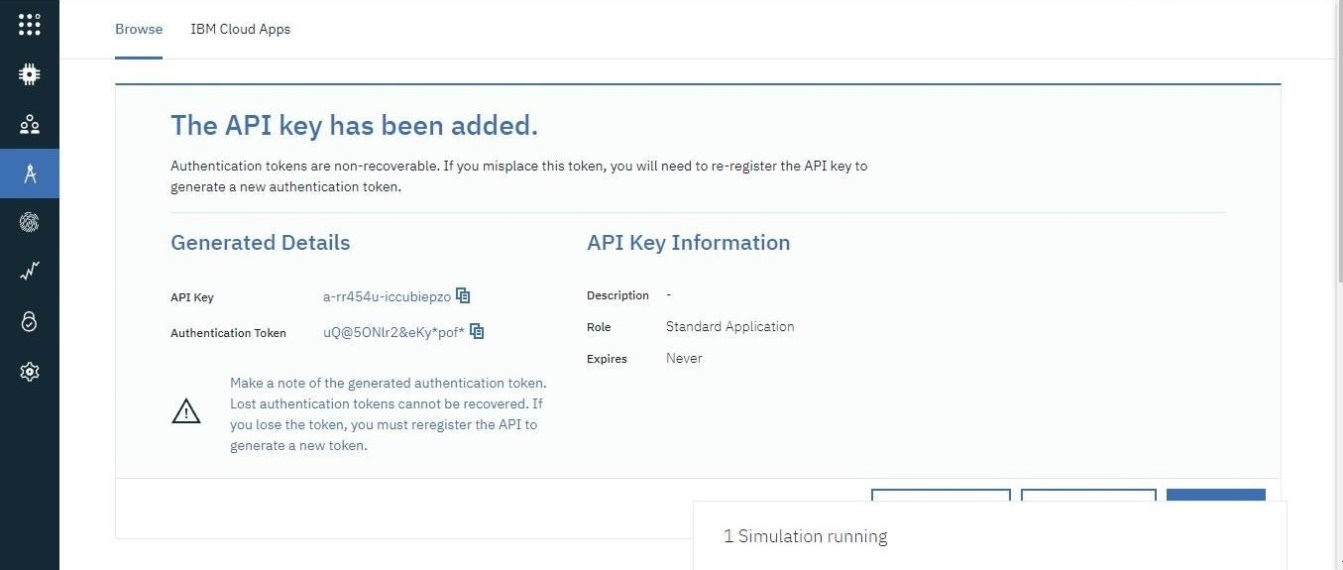 Browse IBM Cloud Apps
The API key has been added.
Authentication tokens are non-recoverable. If you misplace this token, you will need to re-register the API key to
generate a new authentication token.
Generated Details
API Key a-rr454u-iccubiepzo
Authentication Token uQ@5ONlr2&eKy*pof*
Make a note of the generated authentication token.
Lost authentication tokens cannot be recovered. If
you lose the token, you must reregister the API to
generate a new token.
API Key Information
Description -
Role Standard Application
Expires Never
1 Simulation running